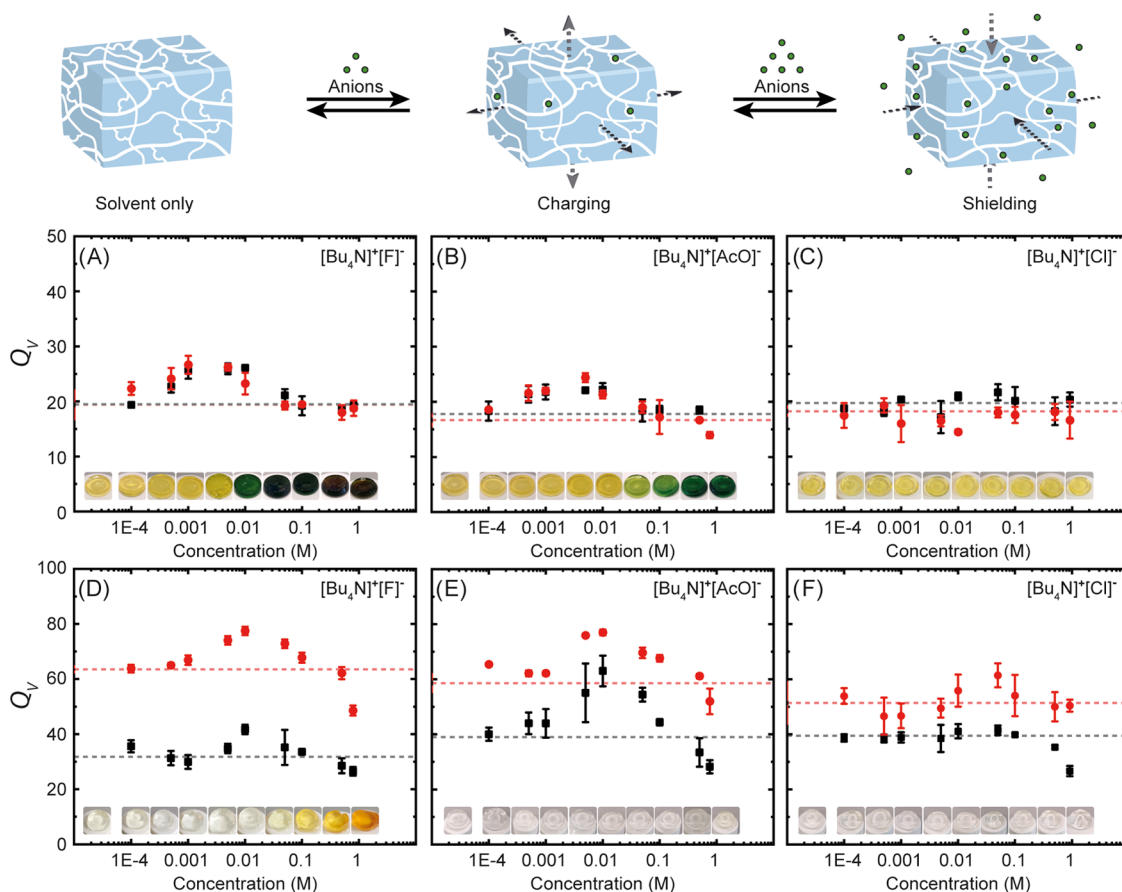 Anions
Anions
Solvent only
Charging
Shielding
50
40
30
20
10
0
Q_V
(A)
[Bu₄N]⁺[F]⁻
1E-4 0.001 0.01 0.1 1
Concentration (M)
(B)
[Bu₄N]⁺[AcO]⁻
1E-4 0.001 0.01 0.1 1
Concentration (M)
(C)
[Bu₄N]⁺[Cl]⁻
1E-4 0.001 0.01 0.1 1
Concentration (M)
100
80
60
40
20
0
Q_V
(D)
[Bu₄N]⁺[F]⁻
1E-4 0.001 0.01 0.1 1
Concentration (M)
(E)
[Bu₄N]⁺[AcO]⁻
1E-4 0.001 0.01 0.1 1
Concentration (M)
(F)
[Bu₄N]⁺[Cl]⁻
1E-4 0.001 0.01 0.1 1
Concentration (M)